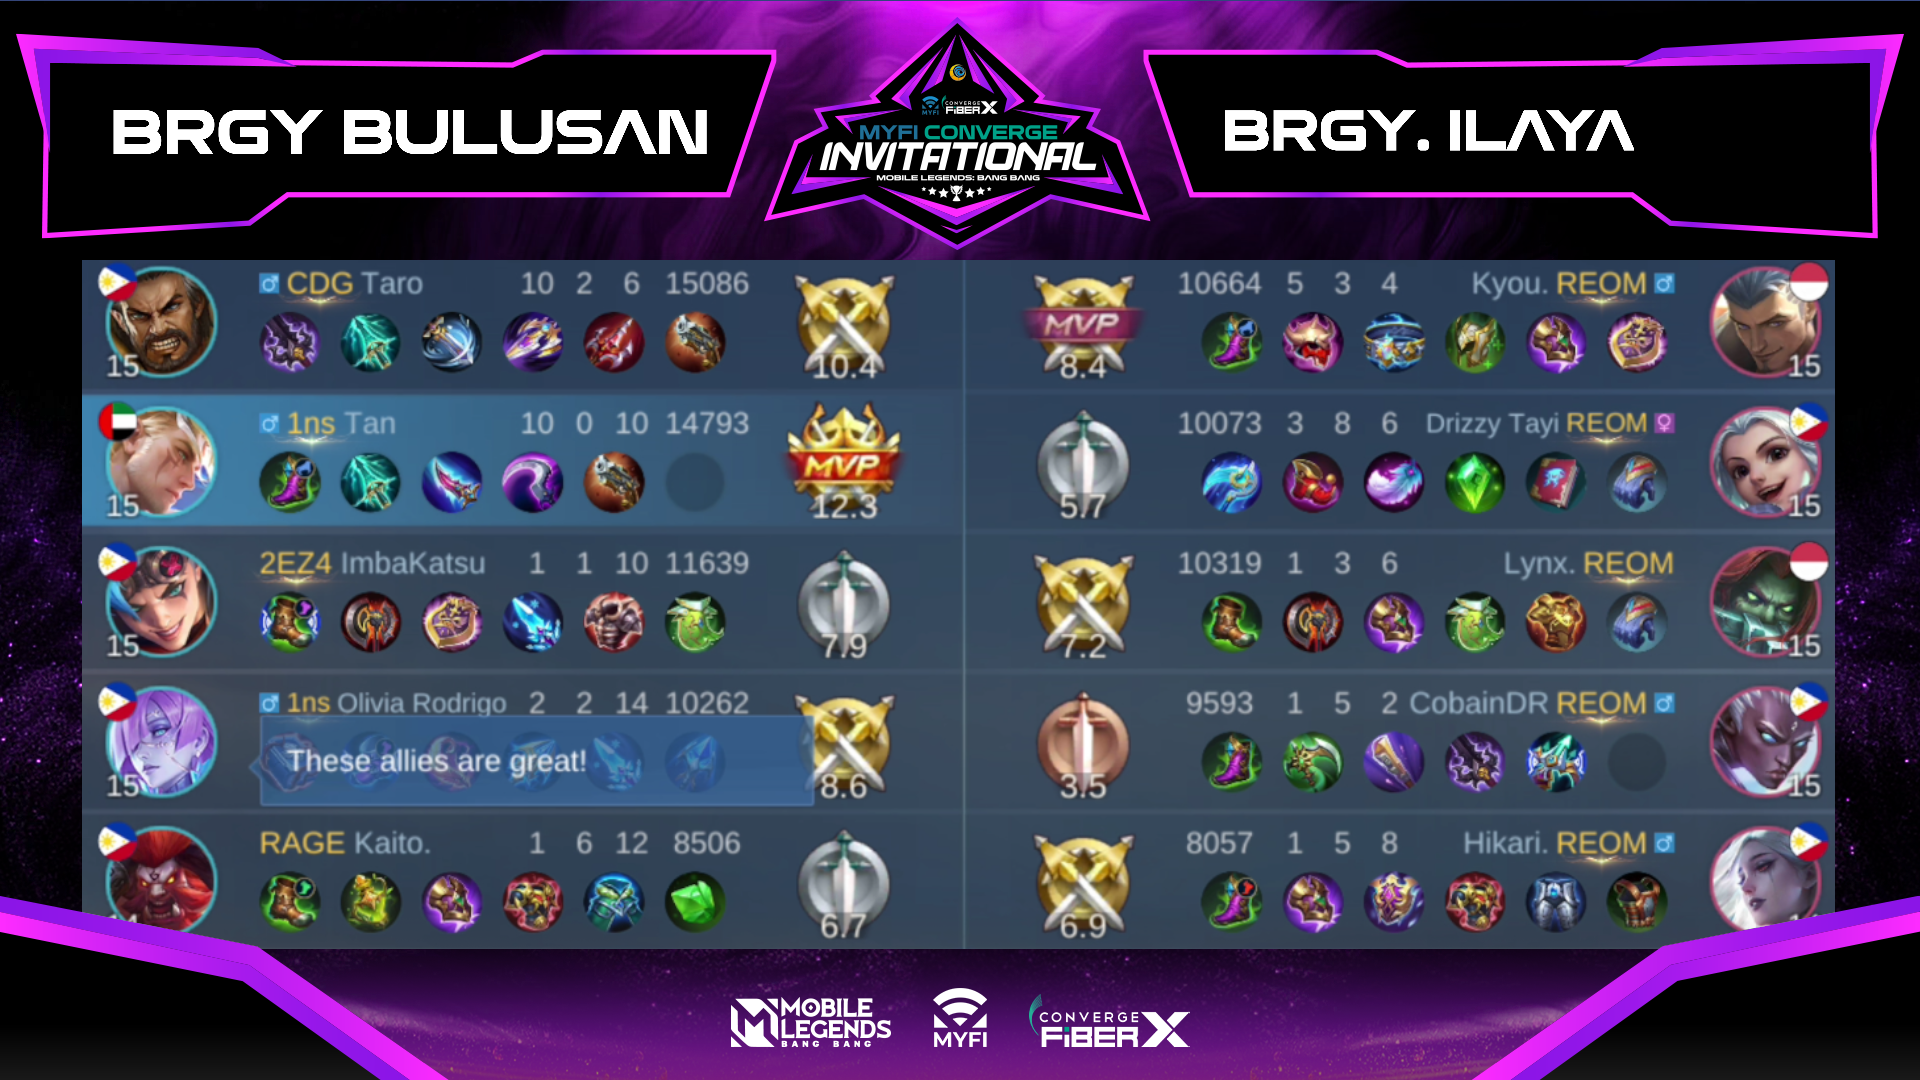 BRGY BULUSAN
CONVERGE
MYFI FiBERX
MYFI CONVERGE
INVITATIONAL
MOBILE LEGENDS: BANG BANG
BRGY. ILAYA
CDG Taro 10 2 6 15086
15
10.4
MVP
8.4
10664 5 3 4 Kyou. REOM
15
1ns Tan 10 0 10 14793
15
MVP
12.3
5.7
10073 3 8 6 Drizzy Tayi REOM
15
2EZ4 ImbaKatsu 1 1 10 11639
15
7.9
7.2
10319 1 3 6 Lynx. REOM
15
1ns Olivia Rodrigo 2 2 14 10262
These allies are great!
15
8.6
3.5
9593 1 5 2 CobainDR REOM
15
RAGE Kaito. 1 6 12 8506
6.7
6.9
8057 1 5 8 Hikari. REOM
MOBILE
LEGENDS
BANG BANG
MYFI
CONVERGE
FiBERX